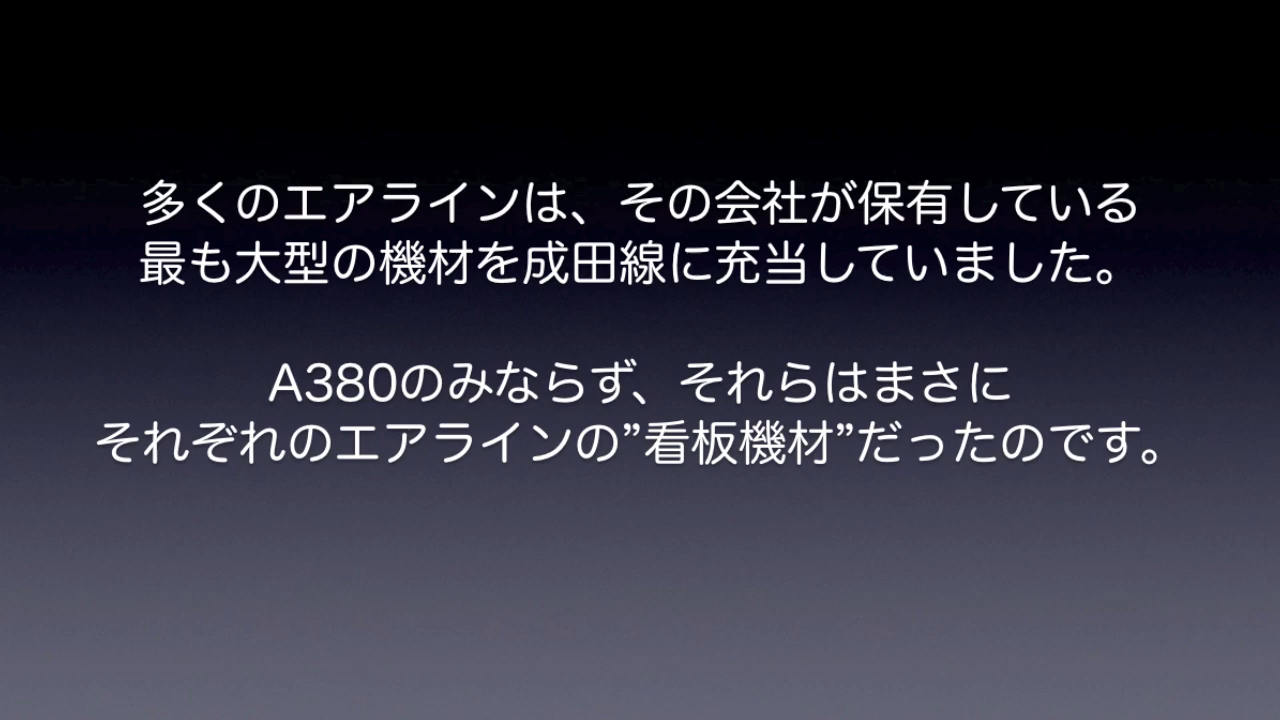 多くのエアラインは、その会社が保有している
最も大型の機材を成田線に充当していました。
A380のみならず、それらはまさに
それぞれのエアラインの”看板機材”だったのです。